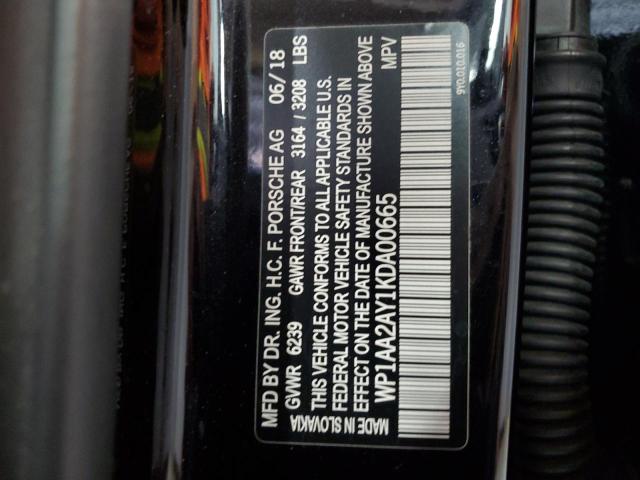 MFD BY DR. ING. H.C. F. PORSCHE AG 06/18
GVWR 6239 GAWR FRONT/REAR 3164 / 3208 LBS
THIS VEHICLE CONFORMS TO ALL APPLICABLE U.S.
FEDERAL MOTOR VEHICLE SAFETY STANDARDS IN
EFFECT ON THE DATE OF MANUFACTURE SHOWN ABOVE
MADE IN SLOVAKIA WP1AA2AY1KDA00665 MPV
9Y0.010.016